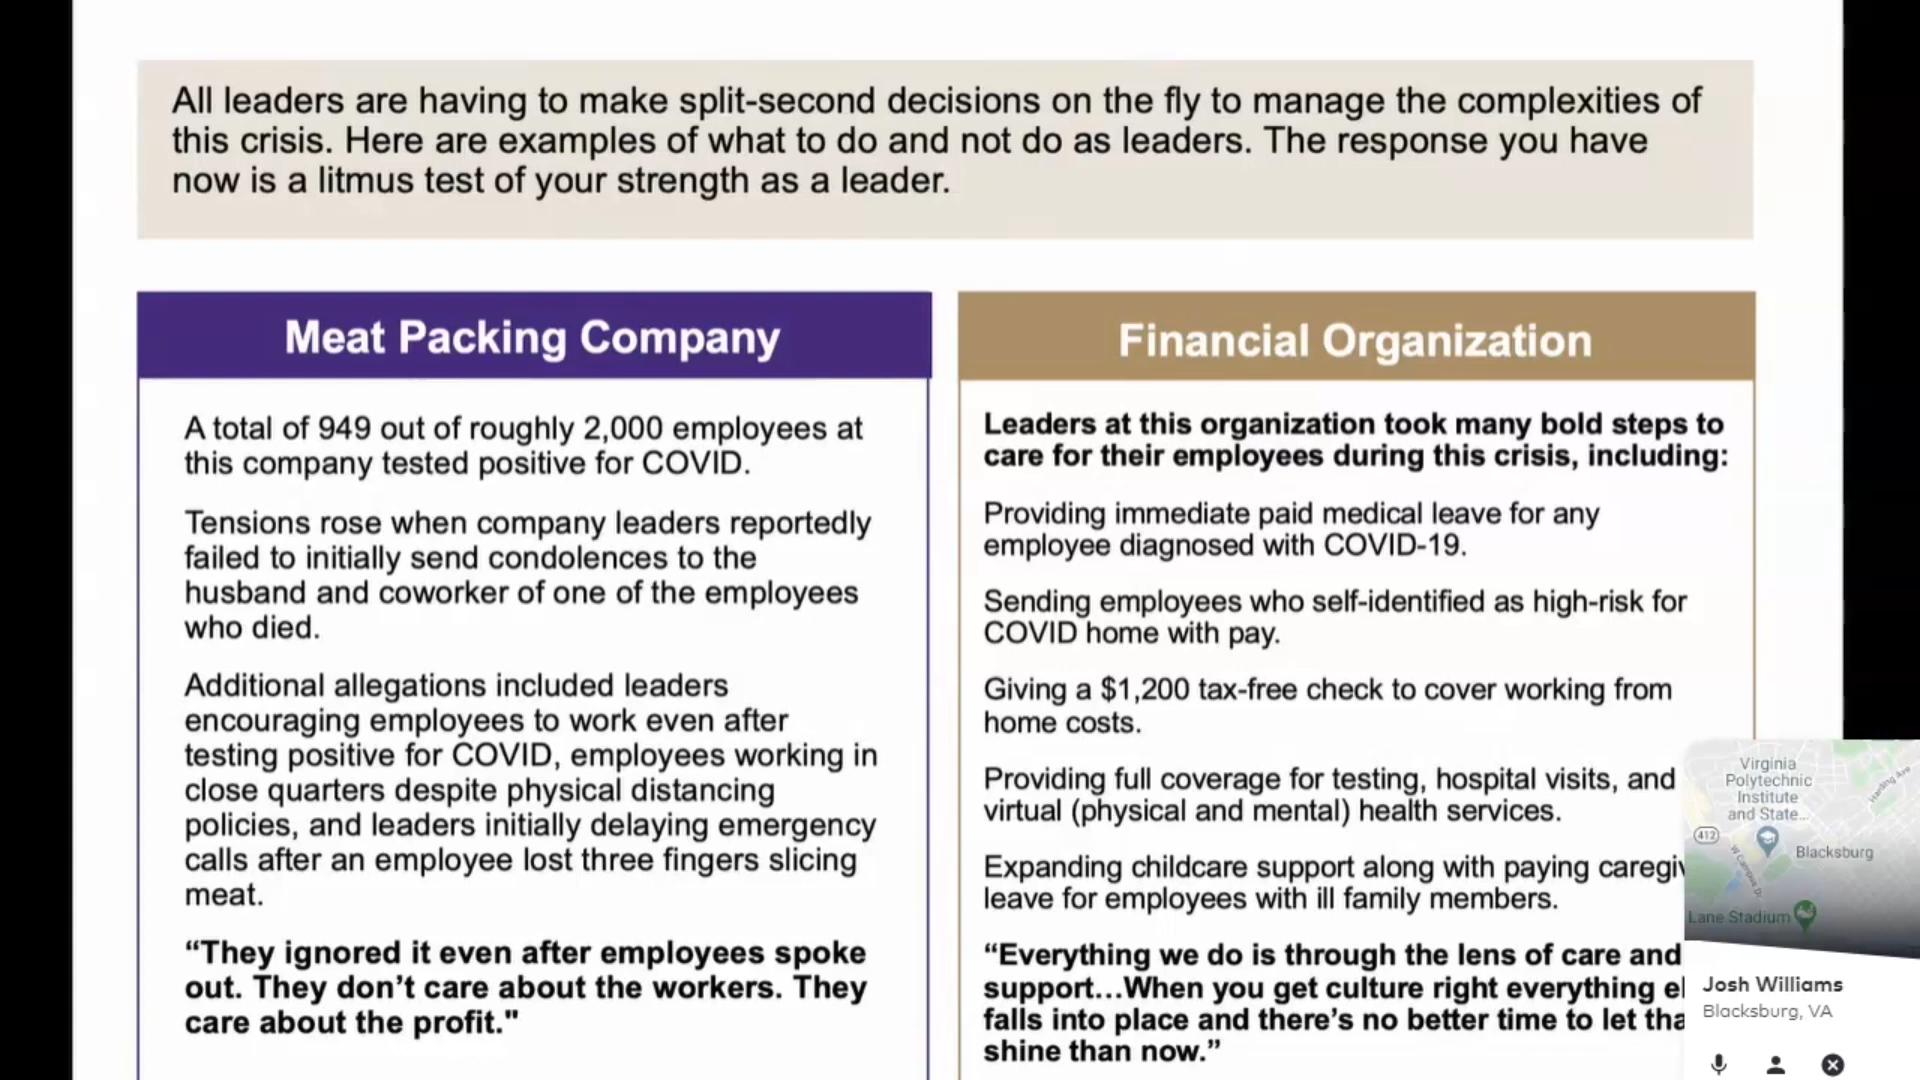 All leaders are having to make split-second decisions on the fly to manage the complexities of
this crisis. Here are examples of what to do and not do as leaders. The response you have
now is a litmus test of your strength as a leader.
Meat Packing Company
A total of 949 out of roughly 2,000 employees at
this company tested positive for COVID.
Tensions rose when company leaders reportedly
failed to initially send condolences to the
husband and coworker of one of the employees
who died.
Additional allegations included leaders
encouraging employees to work even after
testing positive for COVID, employees working in
close quarters despite physical distancing
policies, and leaders initially delaying emergency
calls after an employee lost three fingers slicing
meat.
“They ignored it even after employees spoke
out. They don’t care about the workers. They
care about the profit."
Financial Organization
Leaders at this organization took many bold steps to
care for their employees during this crisis, including:
Providing immediate paid medical leave for any
employee diagnosed with COVID-19.
Sending employees who self-identified as high-risk for
COVID home with pay.
Giving a $1,200 tax-free check to cover working from
home costs.
Providing full coverage for testing, hospital visits, and
virtual (physical and mental) health services.
Expanding childcare support along with paying
leave for employees with ill family members.
“Everything we do is through the lens of care and
support…When you get culture right everything
falls into place and there’s no better time to let
shine than now.”
Virginia
Polytechnic
Institute
and State...
Harding Ave
412
W Campus Dr
Blacksburg
Lane Stadium
Josh Williams
Blacksburg, VA